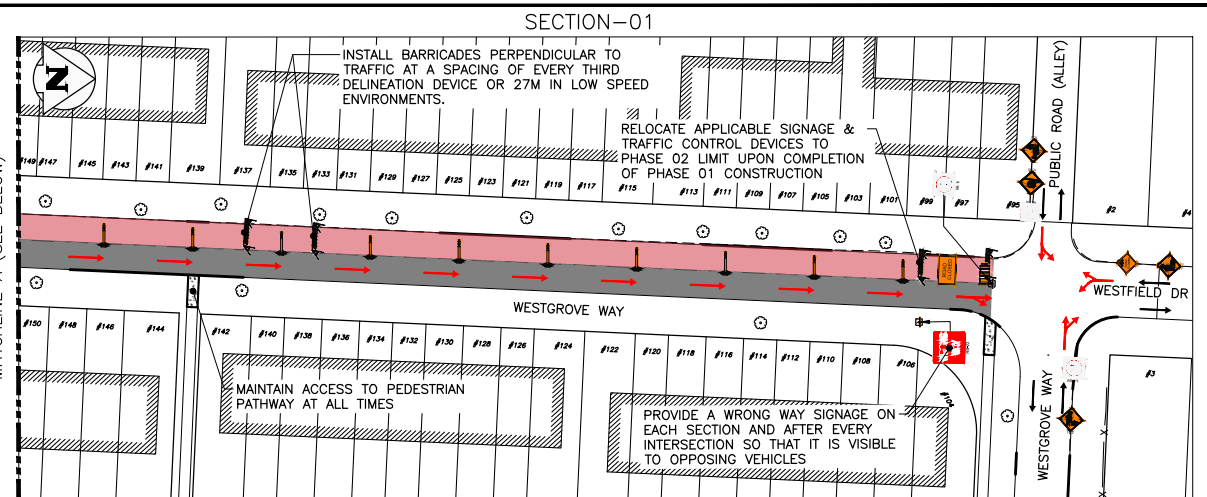 SECTION-01
N
INSTALL BARRICADES PERPENDICULAR TO
TRAFFIC AT A SPACING OF EVERY THIRD
DELINEATION DEVICE OR 27M IN LOW SPEED
ENVIRONMENTS.
RELOCATE APPLICABLE SIGNAGE &
TRAFFIC CONTROL DEVICES TO
PHASE 02 LIMIT UPON COMPLETION
OF PHASE 01 CONSTRUCTION
PUBLIC ROAD (ALLEY)
#149 #147 #145 #143 #141 #139 #137 #135 #133 #131 #129 #127 #125 #123 #121 #119 #117 #115 #113 #111 #109 #107 #105 #103 #101 #99 #97 #95 #2 #4
ROAD
CLOSED
WESTFIELD DR
WESTGROVE WAY
#150 #148 #146 #144 #142 #140 #138 #136 #134 #132 #130 #128 #126 #124 #122 #120 #118 #116 #114 #112 #110 #108 #106 #104 #3
MAINTAIN ACCESS TO PEDESTRIAN
PATHWAY AT ALL TIMES
PROVIDE A WRONG WAY SIGNAGE ON
EACH SECTION AND AFTER EVERY
INTERSECTION SO THAT IT IS VISIBLE
TO OPPOSING VEHICLES
WESTGROVE WAY